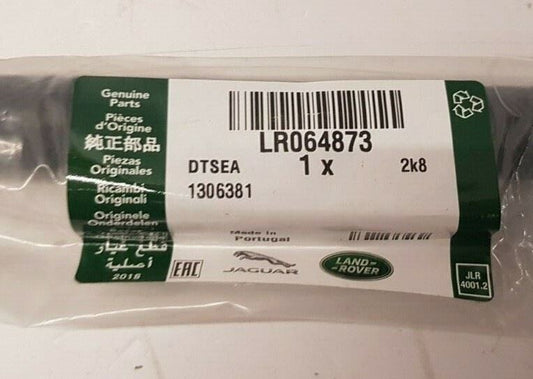 Genuine
Parts
Pièces
d'Origine
純正部品
Piezas
Originales
Ricambi
Originali
Originele
Onderdelen
قطع غيار
أصلية
2016
LR064873
DTSEA 1 x 2k8
1306381
Made in
Portugal
EAC
JAGUAR
LAND-
-ROVER
JLR
4001.2